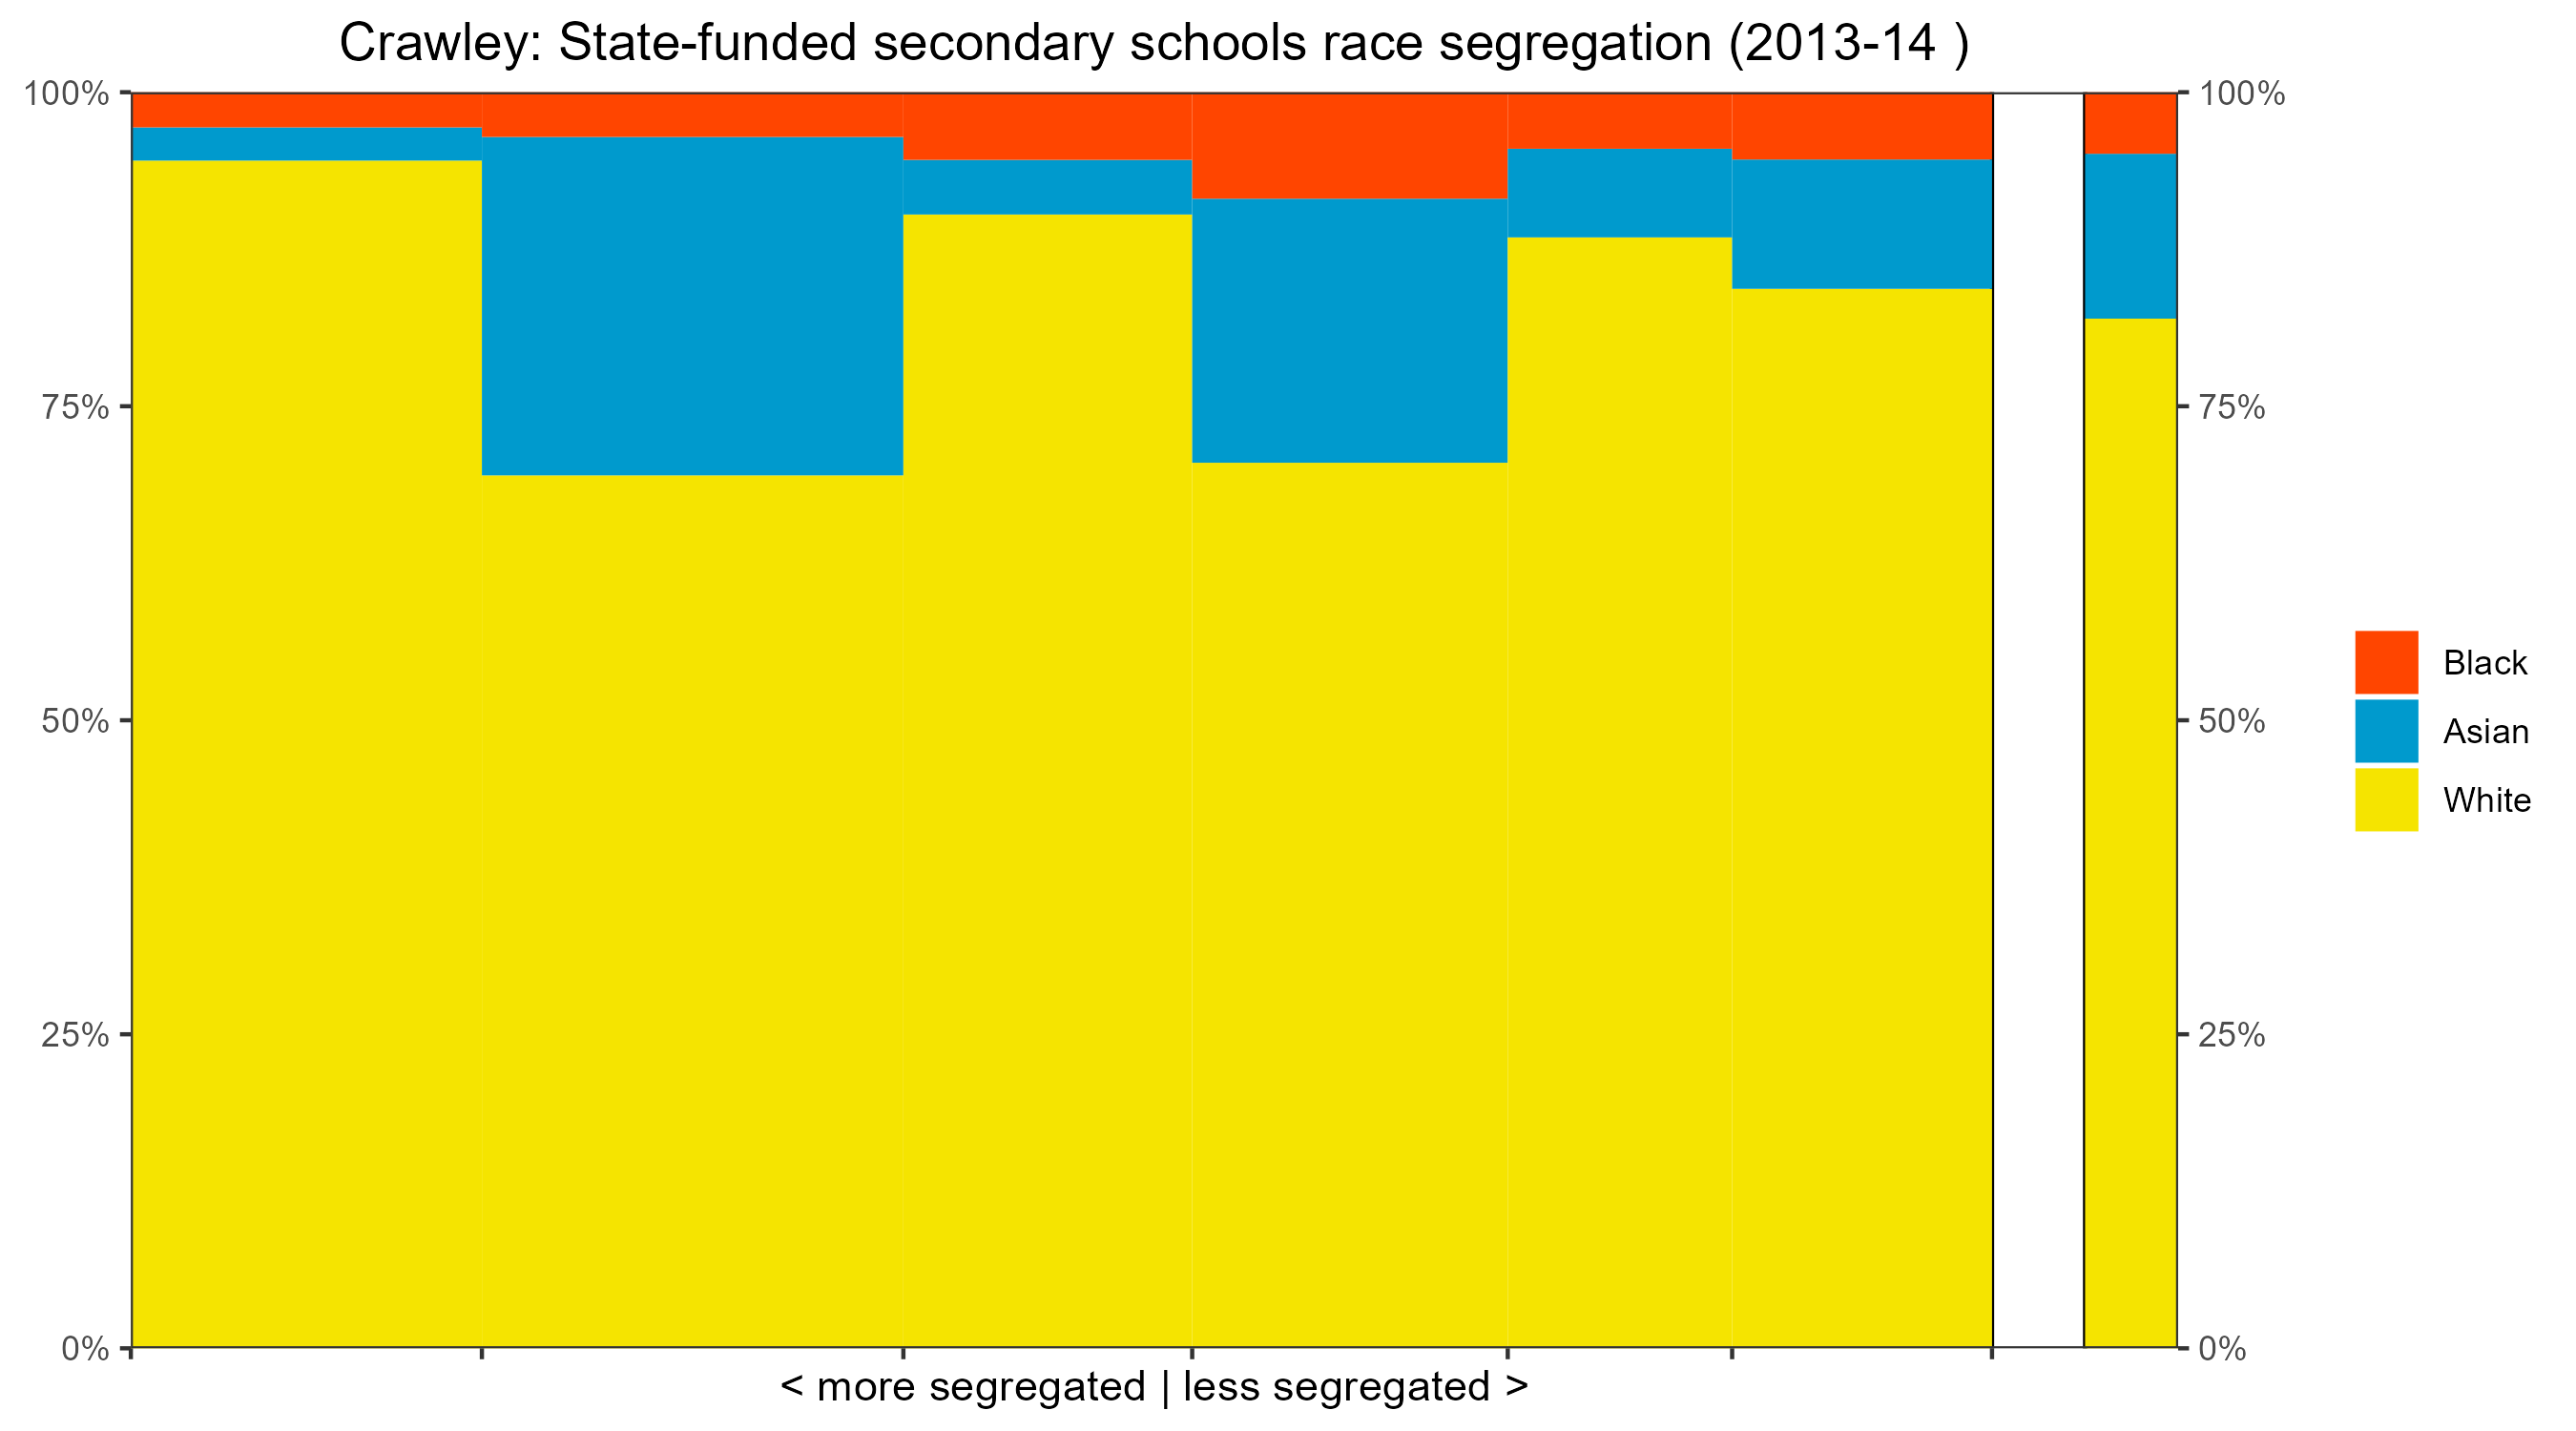 Crawley: State-funded secondary schools race segregation (2013-14 )
100%
75%
50%
25%
0%
100%
75%
50%
25%
0%
< more segregated | less segregated >
Black
Asian
White